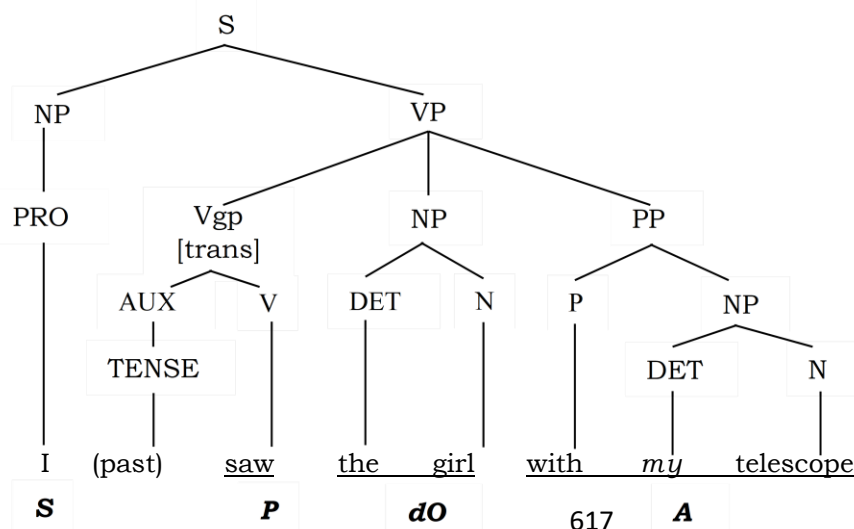 S
NP VP
PRO Vgp NP PP
[trans]
AUX V DET N P NP
TENSE DET N
I (past) saw the girl with my telescope
S P dO 617 A